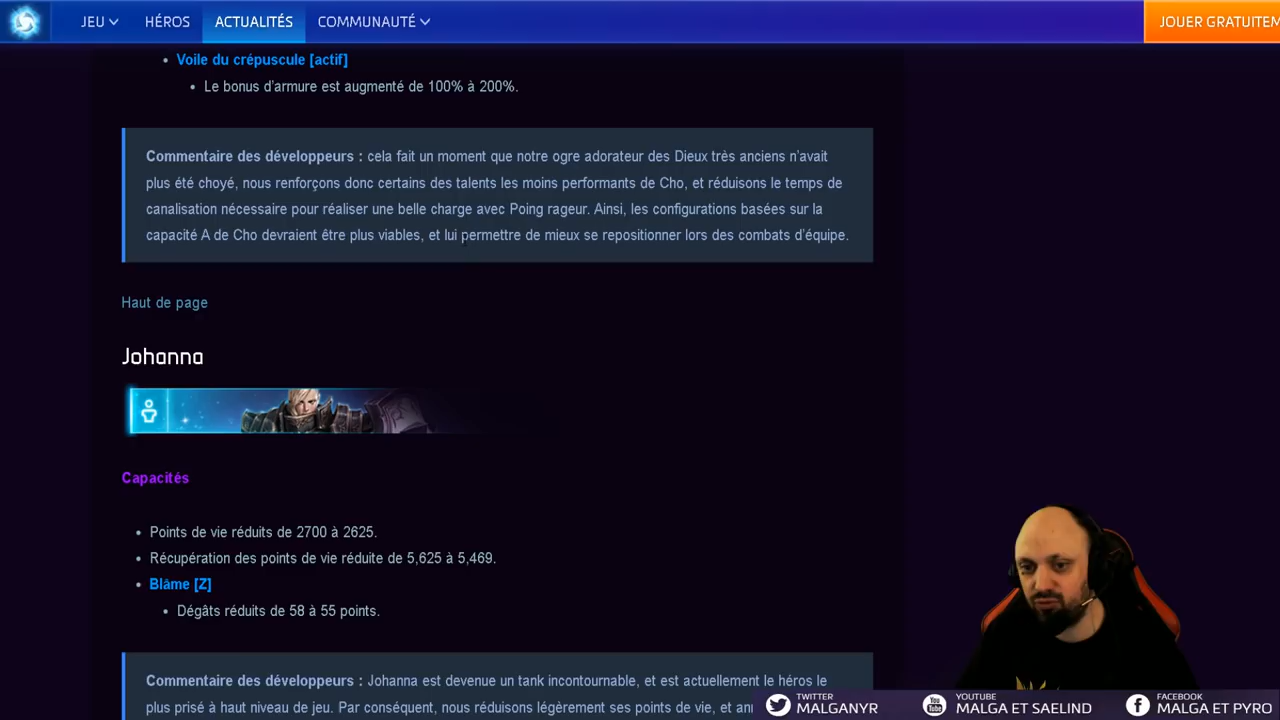 JEU HÉROS ACTUALITÉS COMMUNAUTÉ JOUER GRATUITEM
• Voile du crépuscule [actif]
• Le bonus d'armure est augmenté de 100% à 200%.
Commentaire des développeurs : cela fait un moment que notre ogre adorateur des Dieux très anciens n'avait
plus été choyé, nous renforçons donc certains des talents les moins performants de Cho, et réduisons le temps de
canalisation nécessaire pour réaliser une belle charge avec Poing rageur. Ainsi, les configurations basées sur la
capacité A de Cho devraient être plus viables, et lui permettre de mieux se repositionner lors des combats d'équipe.
Haut de page
Johanna
Capacités
• Points de vie réduits de 2700 à 2625.
• Récupération des points de vie réduite de 5,625 à 5,469.
• Blâme [Z]
• Dégâts réduits de 58 à 55 points.
Commentaire des développeurs : Johanna est devenue un tank incontournable, et est actuellement le héros le
plus prisé à haut niveau de jeu. Par conséquent, nous réduisons légèrement ses points de vie, et
TWITTER
MALGANYR
YOUTUBE
MALGA ET SAELIND
FACEBOOK
MALGA ET PYRO